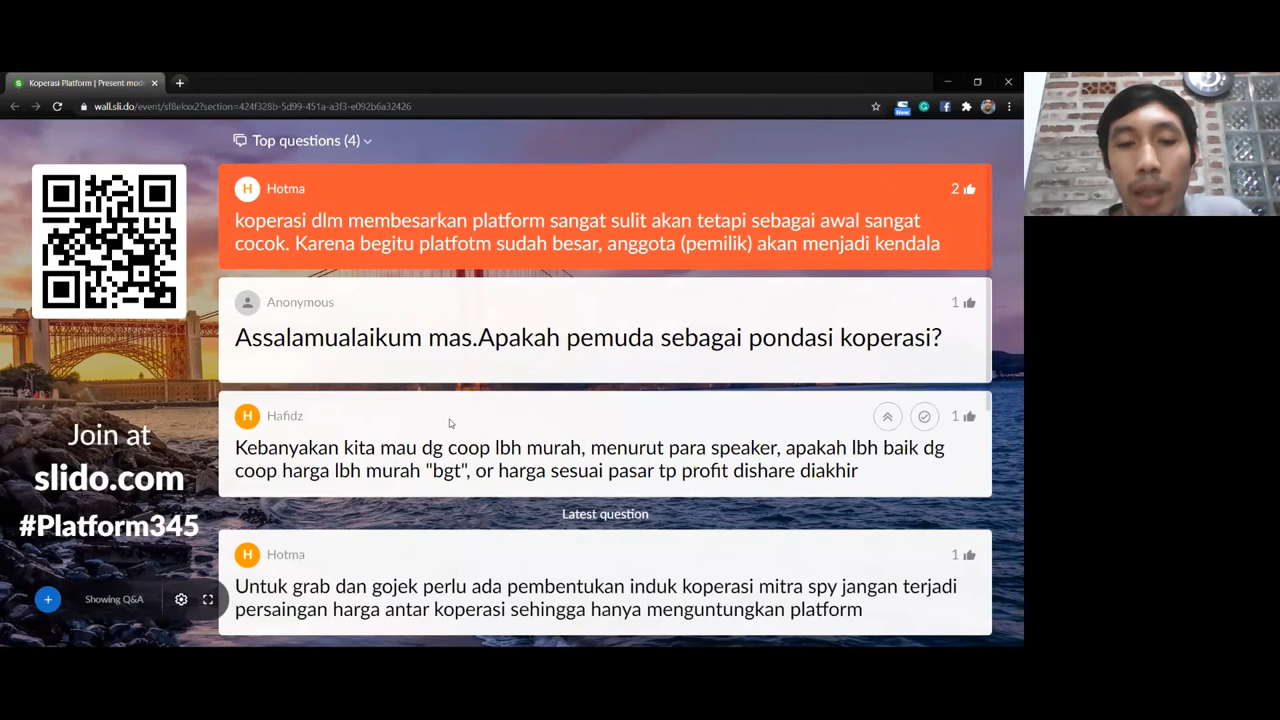 Koperasi Platform | Present mod
wall.sli.do/event/sf8eloxx2?section=424f328b-5d99-451a-a3f3-e092b6a32426
New
Top questions (4)
H Hotma 2
koperasi dlm membesarkan platform sangat sulit akan tetapi sebagai awal sangat
cocok. Karena begitu platfotm sudah besar, anggota (pemilik) akan menjadi kendala
Anonymous 1
Assalamualaikum mas.Apakah pemuda sebagai pondasi koperasi?
H Hafidz 1
Kebanyakan kita mau dg coop lbh murah, menurut para speaker, apakah lbh baik dg
coop harga lbh murah "bgt", or harga sesuai pasar tp profit dishare diakhir
Latest question
H Hotma 1
Untuk grab dan gojek perlu ada pembentukan induk koperasi mitra spy jangan terjadi
persaingan harga antar koperasi sehingga hanya menguntungkan platform
Join at
slido.com
#Platform345
Showing Q&A